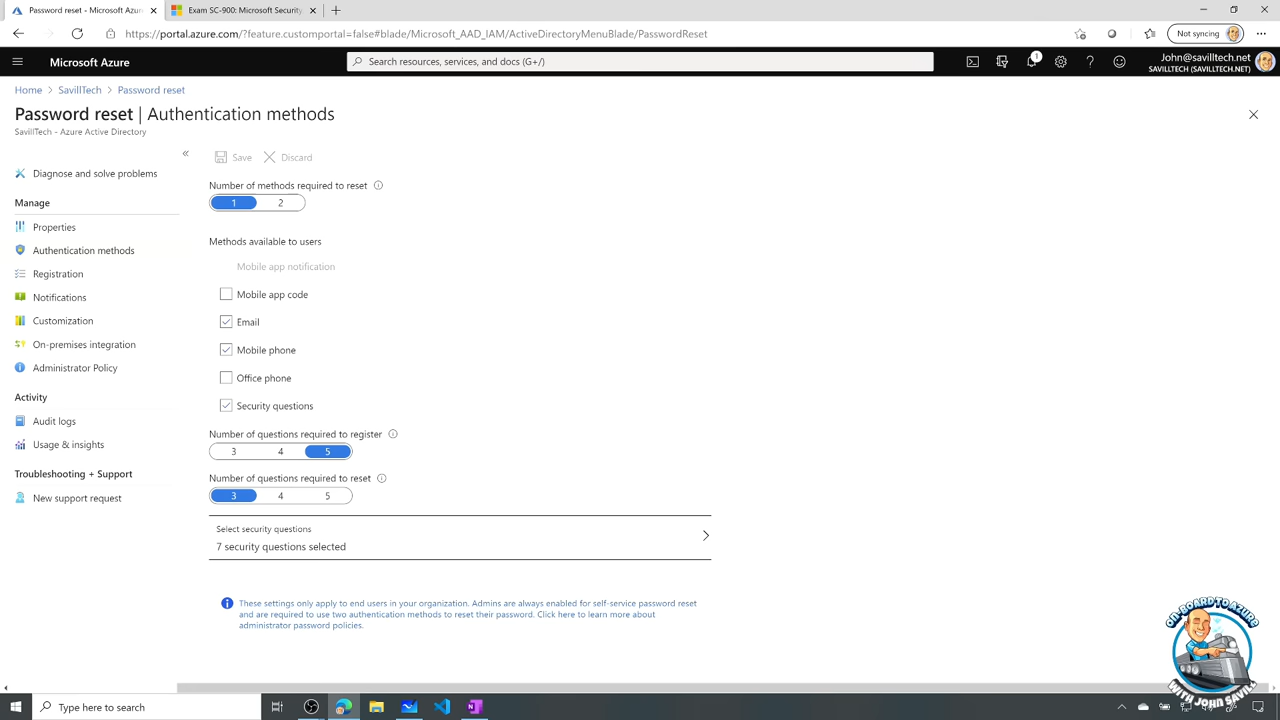 Password reset - Microsoft Azure
Exam SC-900: Microsoft Security,
https://portal.azure.com/?feature.customportal=false#blade/Microsoft_AAD_IAM/ActiveDirectoryMenuBlade/PasswordReset
Not syncing
Microsoft Azure
Search resources, services, and docs (G+/)
1
John@savilltech.net
SAVILLTECH (SAVILLTECH.NET)
Home > SavillTech > Password reset
Password reset | Authentication methods
SavillTech - Azure Active Directory
Save
Discard
Diagnose and solve problems
Manage
Properties
Authentication methods
Registration
Notifications
Customization
On-premises integration
Administrator Policy
Activity
Audit logs
Usage & insights
Troubleshooting + Support
New support request
Number of methods required to reset
1 2
Methods available to users
Mobile app notification
Mobile app code
Email
Mobile phone
Office phone
Security questions
Number of questions required to register
3 4 5
Number of questions required to reset
3 4 5
Select security questions
7 security questions selected
These settings only apply to end users in your organization. Admins are always enabled for self-service password reset
and are required to use two authentication methods to reset their password. Click here to learn more about
administrator password policies.
ONBOARD TO AZURE
WITH JOHN SAVILL
Type here to search